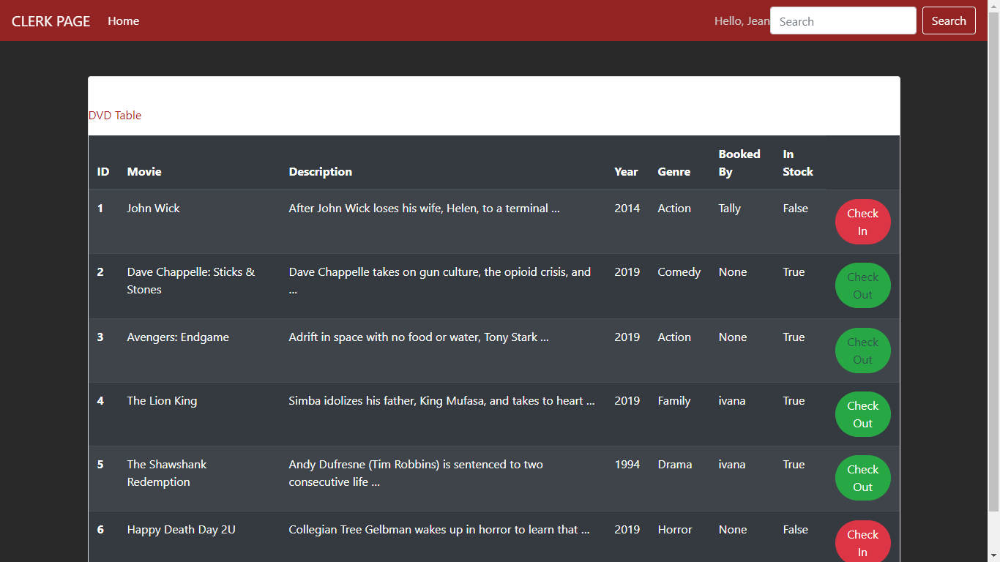 CLERK PAGE Home Hello, Jean Search Search
DVD Table
ID Movie Description Year Genre Booked By In Stock
1 John Wick After John Wick loses his wife, Helen, to a terminal ... 2014 Action Tally False Check In
2 Dave Chappelle: Sticks & Stones Dave Chappelle takes on gun culture, the opioid crisis, and ... 2019 Comedy None True Check Out
3 Avengers: Endgame Adrift in space with no food or water, Tony Stark ... 2019 Action None True Check Out
4 The Lion King Simba idolizes his father, King Mufasa, and takes to heart ... 2019 Family ivana True Check Out
5 The Shawshank Redemption Andy Dufresne (Tim Robbins) is sentenced to two consecutive life ... 1994 Drama ivana True Check Out
6 Happy Death Day 2U Collegian Tree Gelbman wakes up in horror to learn that ... 2019 Horror None False Check In